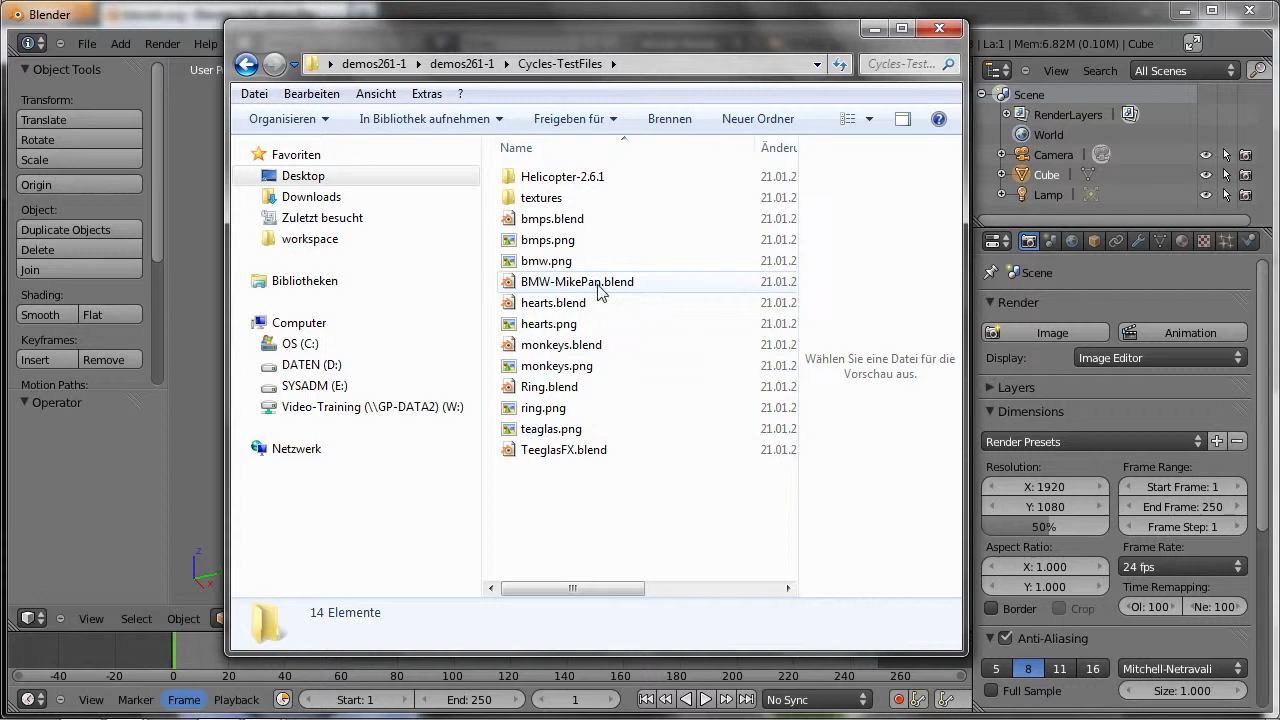 Blender
File Add Render Help
La:1 | Mem:6.82M (0.10M) | Cube
Object Tools
Transform:
Translate
Rotate
Scale
Origin
Object:
Duplicate Objects
Delete
Join
Shading:
Smooth Flat
Keyframes:
Insert Remove
Motion Paths:
Operator
User P
z
x
View Select Object
demos261-1 demos261-1 Cycles-TestFiles
Cycles-Test...
Datei Bearbeiten Ansicht Extras ?
Organisieren In Bibliothek aufnehmen Freigeben für Brennen Neuer Ordner
Favoriten
Desktop
Downloads
Zuletzt besucht
workspace
Bibliotheken
Computer
OS (C:)
DATEN (D:)
SYSADM (E:)
Video-Training (\\GP-DATA2) (W:)
Netzwerk
Name Änderu
Helicopter-2.6.1 21.01.2
textures 21.01.2
bmps.blend 21.01.2
bmps.png 21.01.2
bmw.png 21.01.2
BMW-MikePan.blend 21.01.2
hearts.blend 21.01.2
hearts.png 21.01.2
monkeys.blend 21.01.2
monkeys.png 21.01.2
Ring.blend 21.01.2
ring.png 21.01.2
teaglas.png 21.01.2
TeeglasFX.blend 21.01.2
Wählen Sie eine Datei für die
Vorschau aus.
14 Elemente
View Search All Scenes
Scene
RenderLayers
World
Camera
Cube
Lamp
Scene
Render
Image Animation
Display: Image Editor
Layers
Dimensions
Render Presets
Resolution: Frame Range:
X: 1920 Start Frame: 1
Y: 1080 End Frame: 250
50% Frame Step: 1
Aspect Ratio: Frame Rate:
X: 1.000 24 fps
Y: 1.000 Time Remapping:
Border Crop Ol: 100 Ne: 100
Anti-Aliasing
5 8 11 16 Mitchell-Netravali
Full Sample Size: 1.000
-40 -20 0 20 40 60 80 100 120 140 160 180 200 220 240 260
View Marker Frame Playback Start: 1 End: 250 1 No Sync